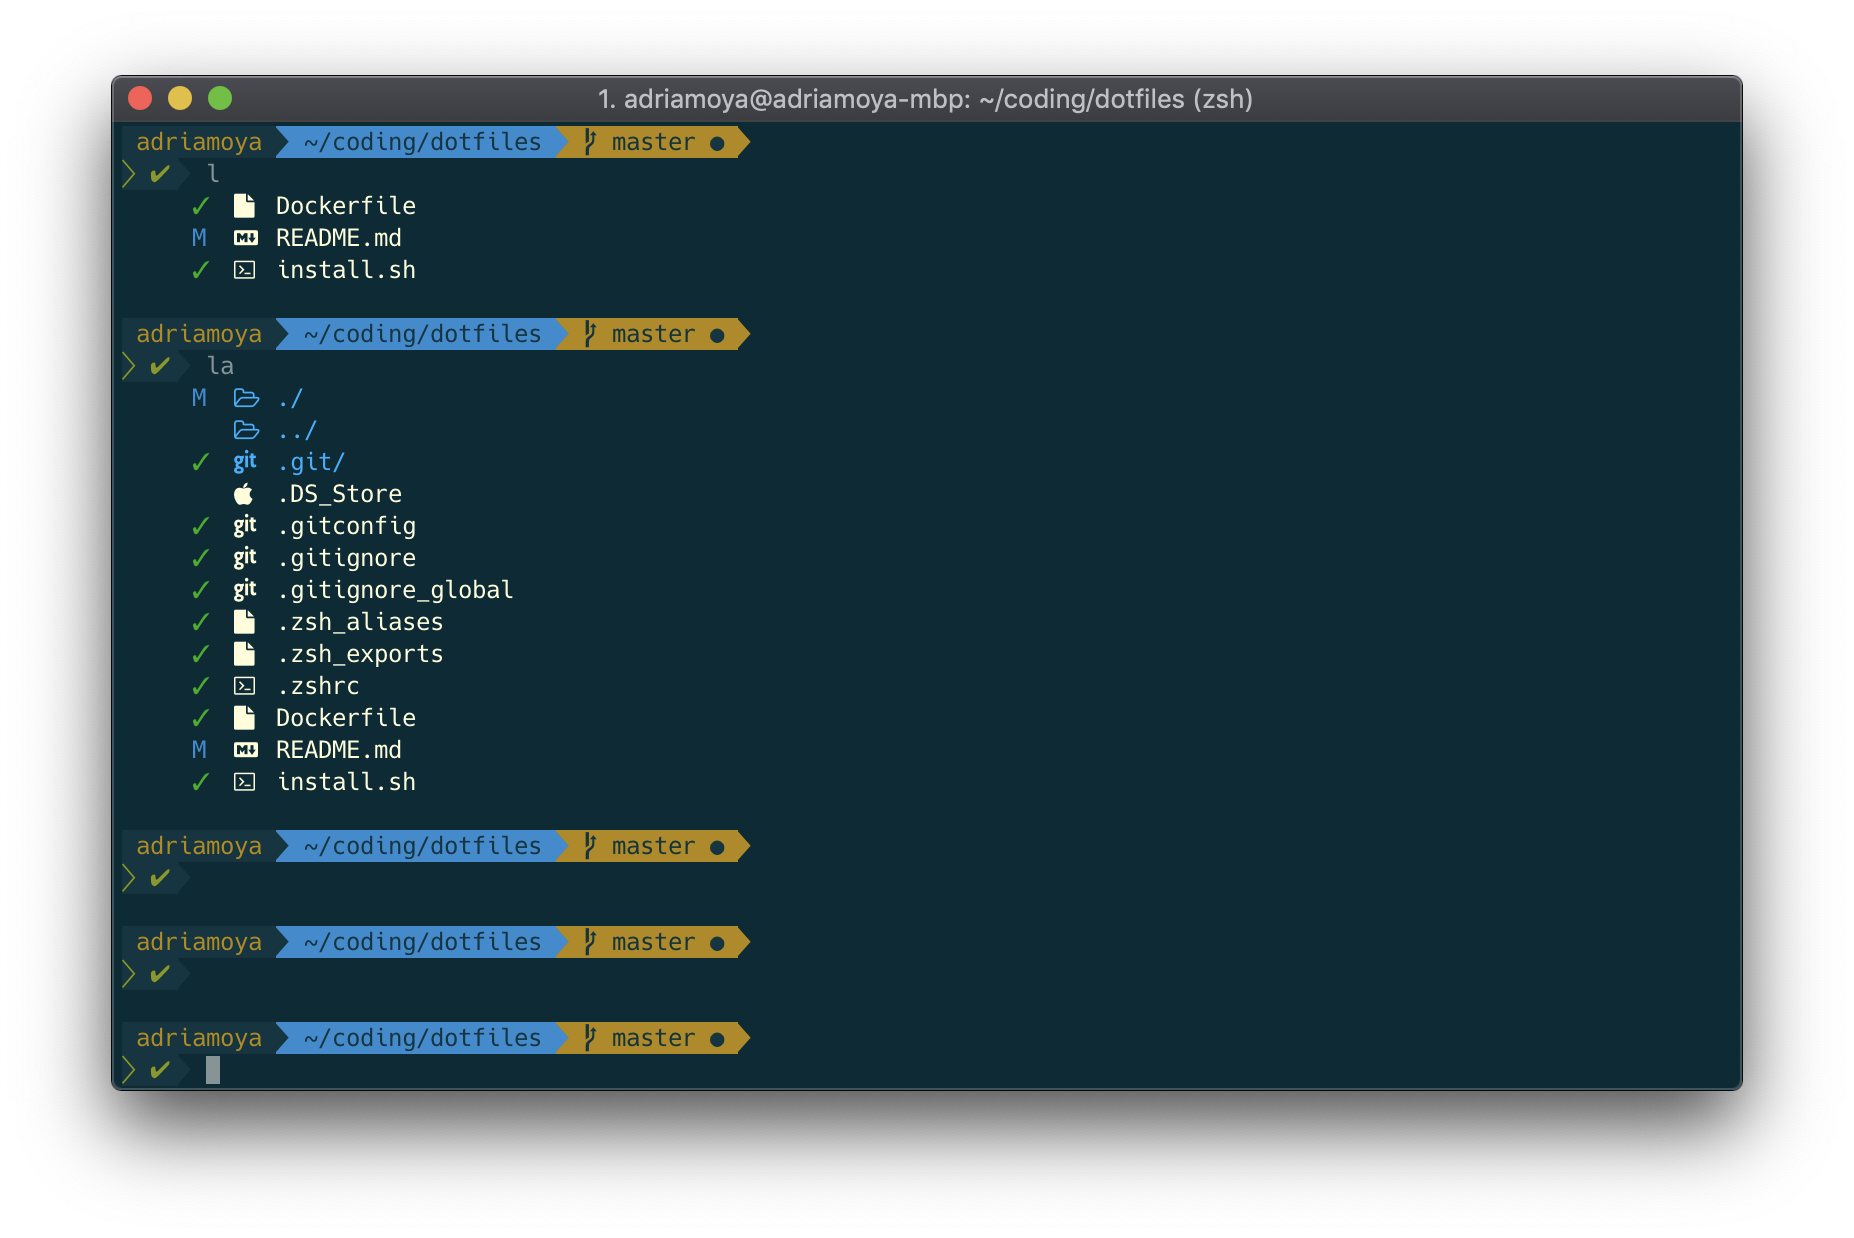 1. adriamoya@adriamoya-mbp: ~/coding/dotfiles (zsh)
adriamoya ~/coding/dotfiles master ●
✔ l
✓ Dockerfile
M M↓ README.md
✓ install.sh
adriamoya ~/coding/dotfiles master ●
✔ la
M ./
../
✓ git .git/
.DS_Store
✓ git .gitconfig
✓ git .gitignore
✓ git .gitignore_global
✓ .zsh_aliases
✓ .zsh_exports
✓ .zshrc
✓ Dockerfile
M M↓ README.md
✓ install.sh
adriamoya ~/coding/dotfiles master ●
✔
adriamoya ~/coding/dotfiles master ●
✔
adriamoya ~/coding/dotfiles master ●
✔